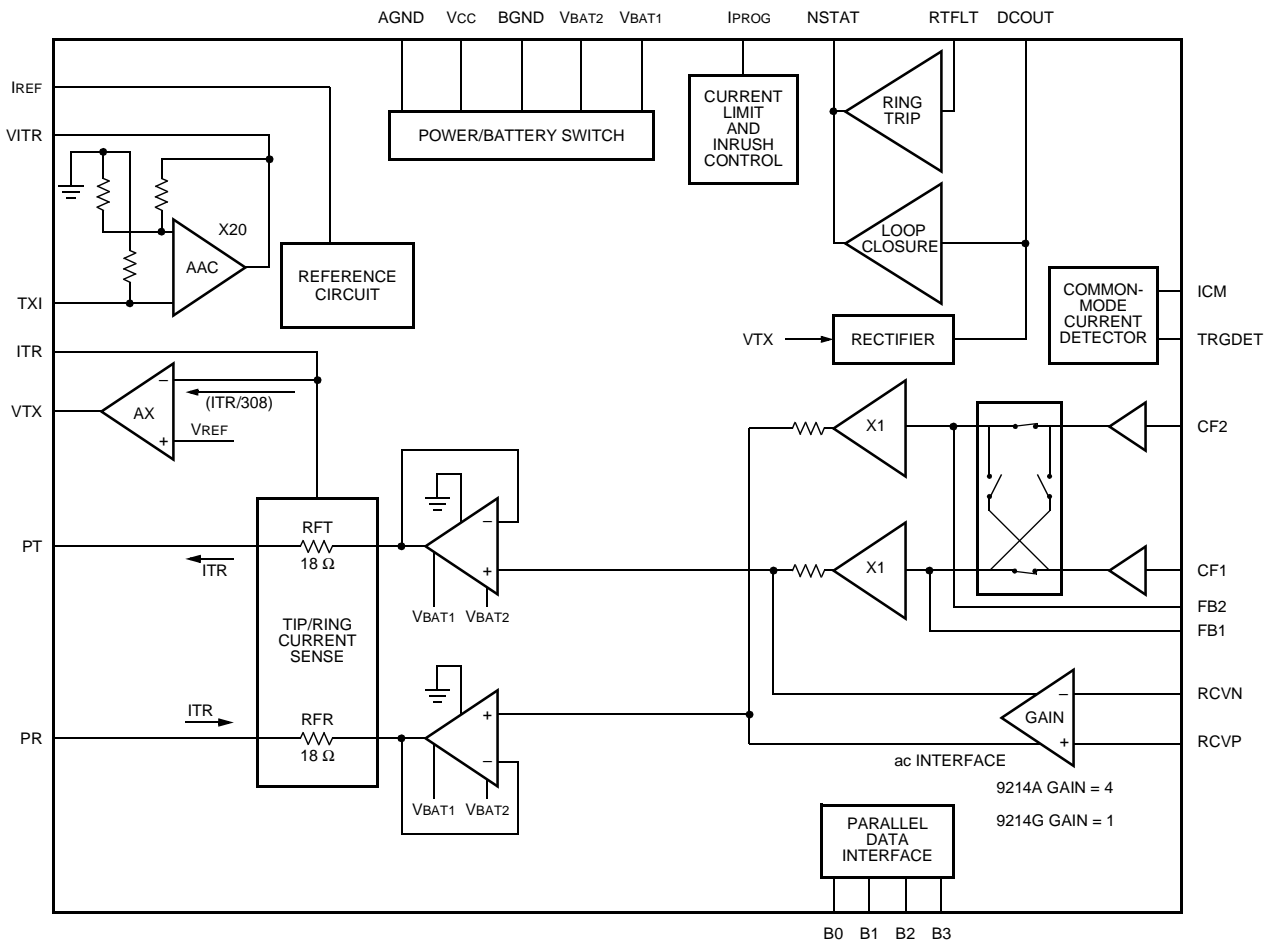 AGND VCC BGND VBAT2 VBAT1 IPROG NSTAT RTFLT DCOUT
IREF
VITR
TXI
ITR
VTX
PT
PR
POWER/BATTERY SWITCH
CURRENT
LIMIT
AND
INRUSH
CONTROL
RING
TRIP
LOOP
CLOSURE
X20
AAC
REFERENCE
CIRCUIT
VTX
RECTIFIER
COMMON-
MODE
CURRENT
DETECTOR
ICM
TRGDET
AX
–
+
(ITR/308)
VREF
X1
CF2
RFT
18 Ω
ITR
–
+
VBAT1 VBAT2
X1
CF1
FB2
FB1
TIP/RING
CURRENT
SENSE
ITR
RFR
18 Ω
+
–
VBAT1 VBAT2
GAIN
–
+
RCVN
RCVP
ac INTERFACE
9214A GAIN = 4
9214G GAIN = 1
PARALLEL
DATA
INTERFACE
B0 B1 B2 B3